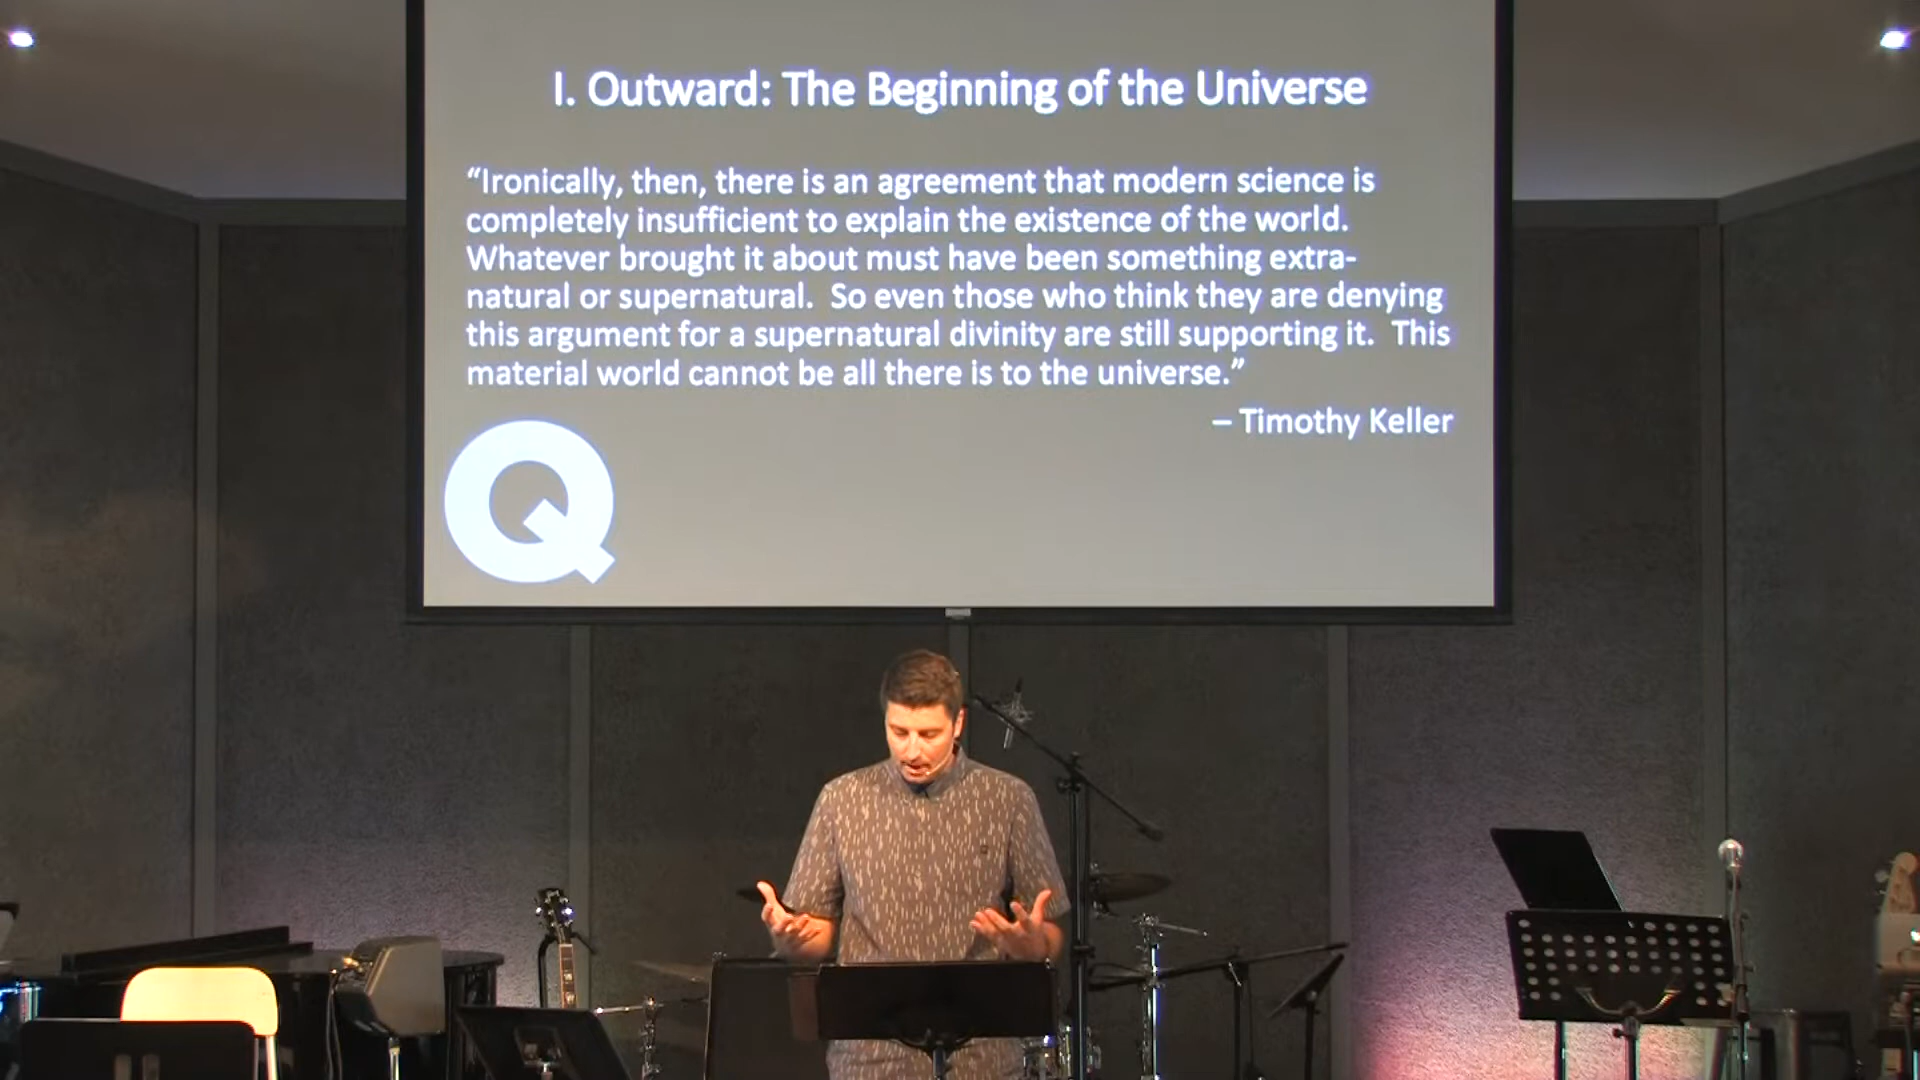 I. Outward: The Beginning of the Universe
“Ironically, then, there is an agreement that modern science is
completely insufficient to explain the existence of the world.
Whatever brought it about must have been something extra-
natural or supernatural.  So even those who think they are denying
this argument for a supernatural divinity are still supporting it.  This
material world cannot be all there is to the universe.”
– Timothy Keller
Q